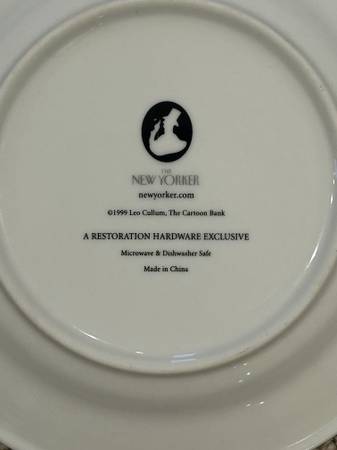 THE
NEW YORKER
newyorker.com
©1999 Leo Cullum, The Cartoon Bank
A RESTORATION HARDWARE EXCLUSIVE
Microwave & Dishwasher Safe
Made in China